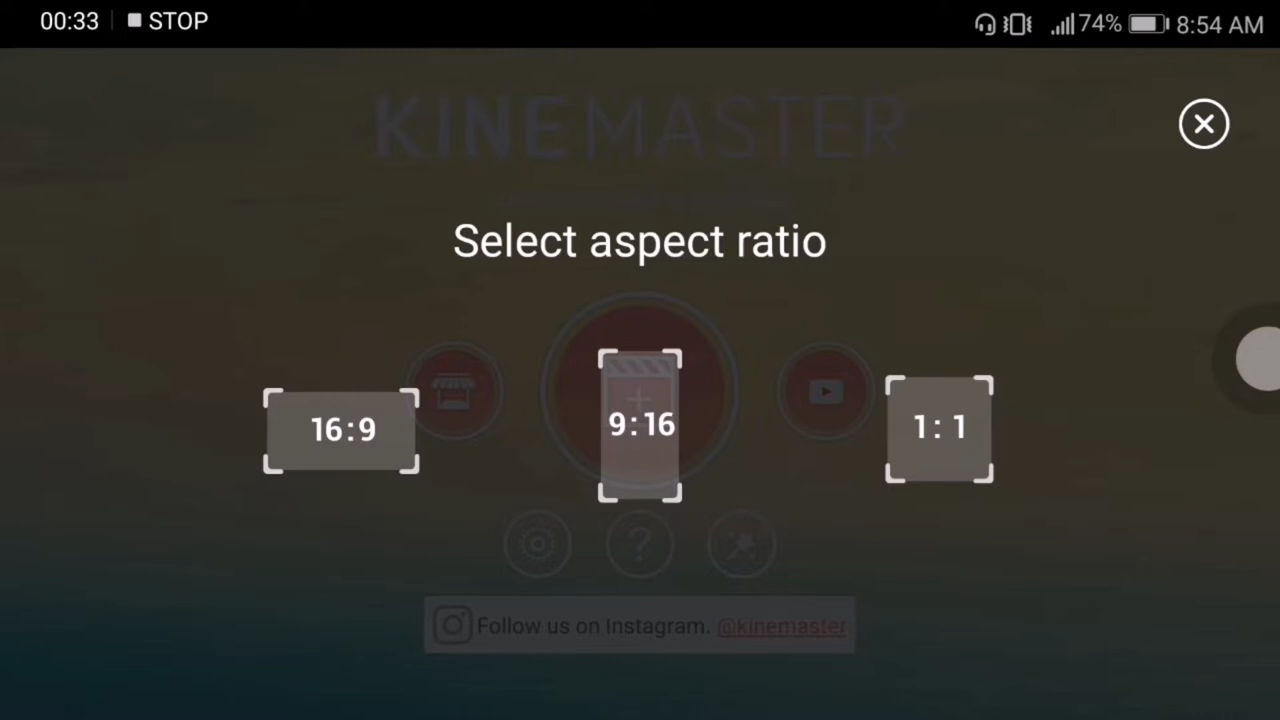 00:33 STOP 74% 8:54 AM
KINEMASTER
Select aspect ratio
16:9 9:16 1:1
?
Follow us on Instagram. @kinemaster